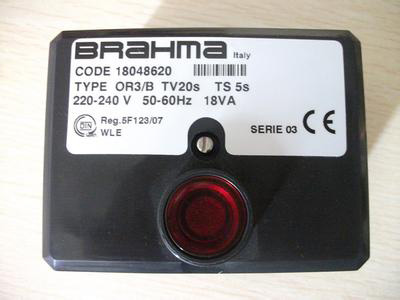 BRAHMA Italy
CODE 18048620
TYPE OR3/B TV20s TS 5s
220-240 V 50-60Hz 18VA
Reg.5F123/07
WLE
SERIE 03 CE